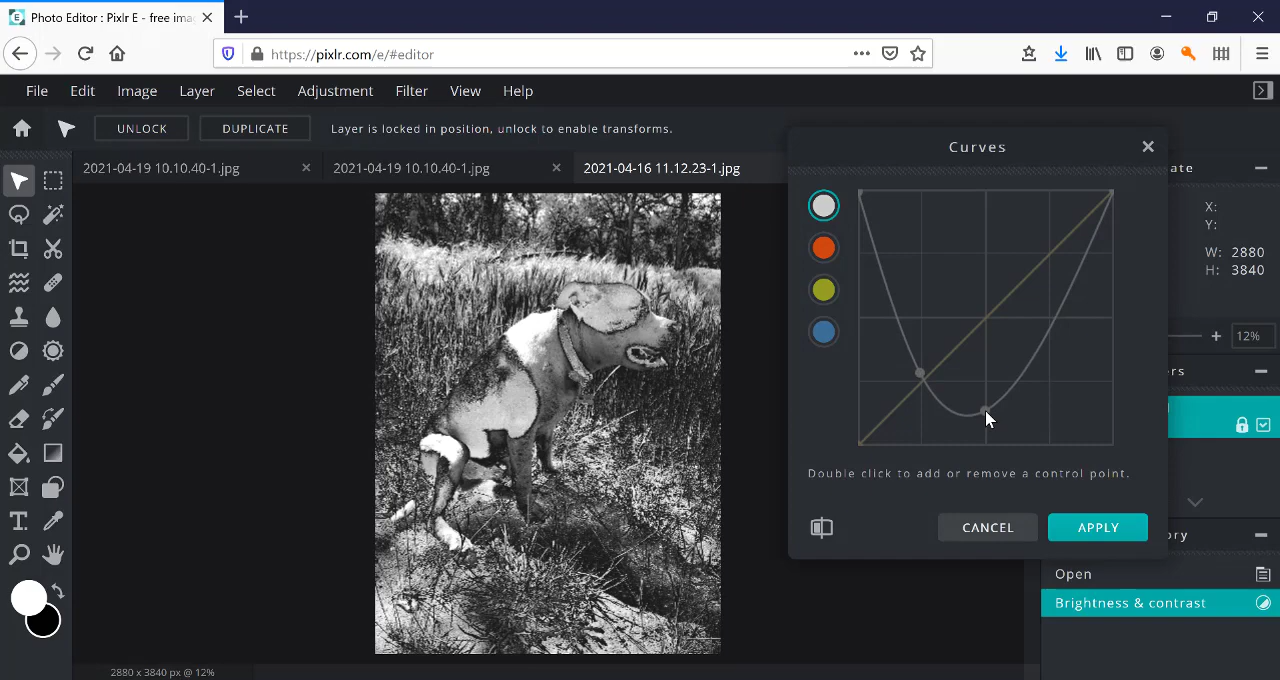 Photo Editor : Pixlr E - free ima
https://pixlr.com/e/#editor
File Edit Image Layer Select Adjustment Filter View Help
UNLOCK DUPLICATE Layer is locked in position, unlock to enable transforms.
2021-04-19 10.10.40-1.jpg 2021-04-19 10.10.40-1.jpg 2021-04-16 11.12.23-1.jpg
Curves
ate
X:
Y:
W: 2880
H: 3840
12%
ers
Double click to add or remove a control point.
CANCEL APPLY
ory
Open
Brightness & contrast
2880 x 3840 px @ 12%